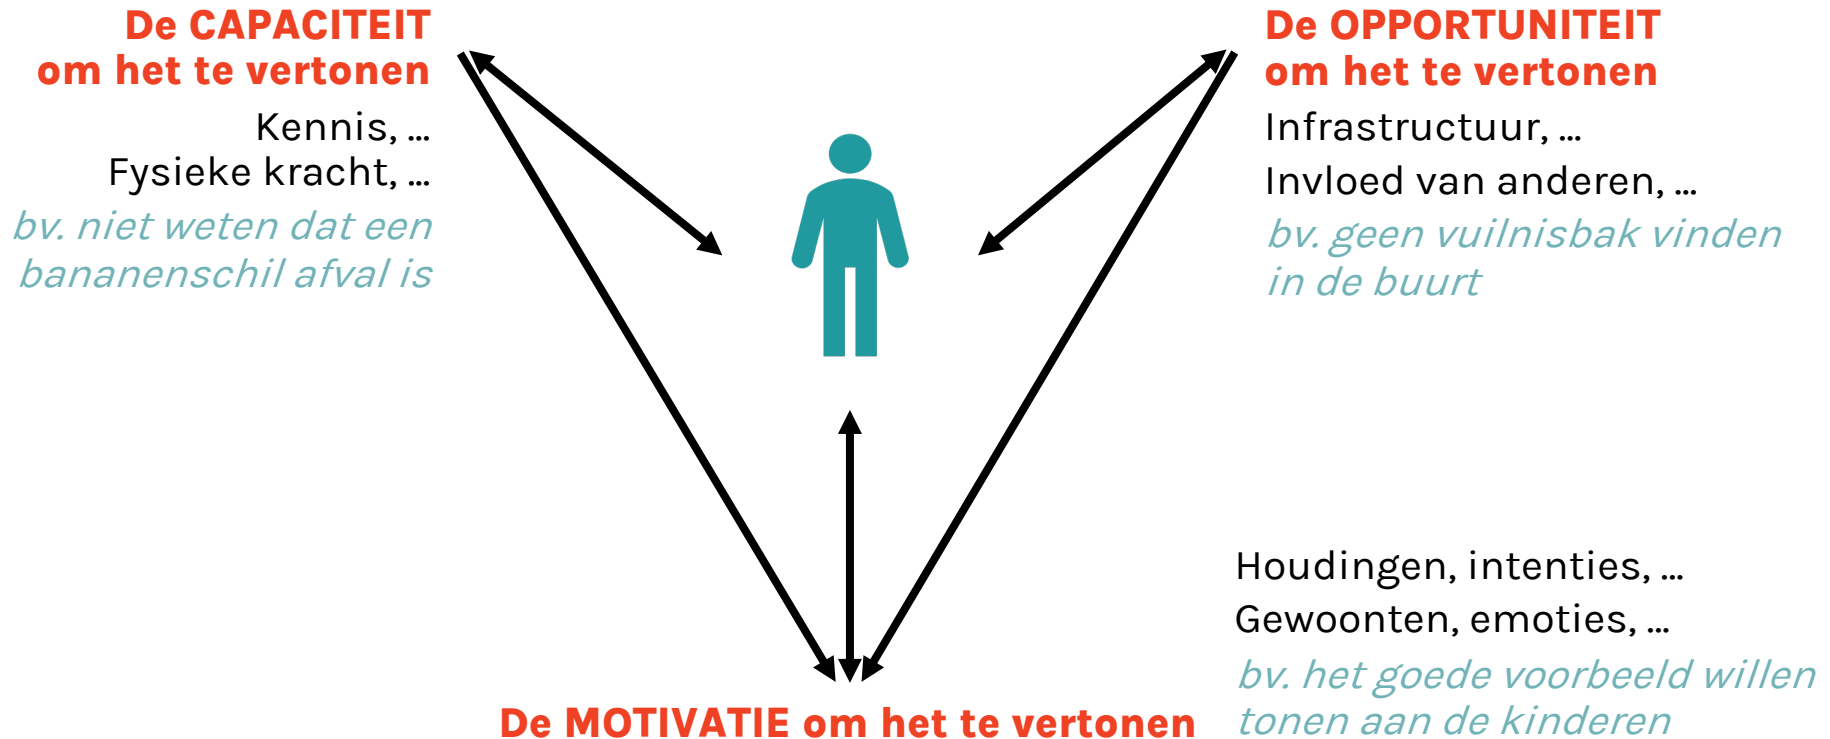 De CAPACITEIT
om het te vertonen
Kennis, …
Fysieke kracht, …
bv. niet weten dat een
bananenschil afval is
De OPPORTUNITEIT
om het te vertonen
Infrastructuur, …
Invloed van anderen, …
bv. geen vuilnisbak vinden
in de buurt
De MOTIVATIE om het te vertonen
Houdingen, intenties, …
Gewoonten, emoties, …
bv. het goede voorbeeld willen
tonen aan de kinderen